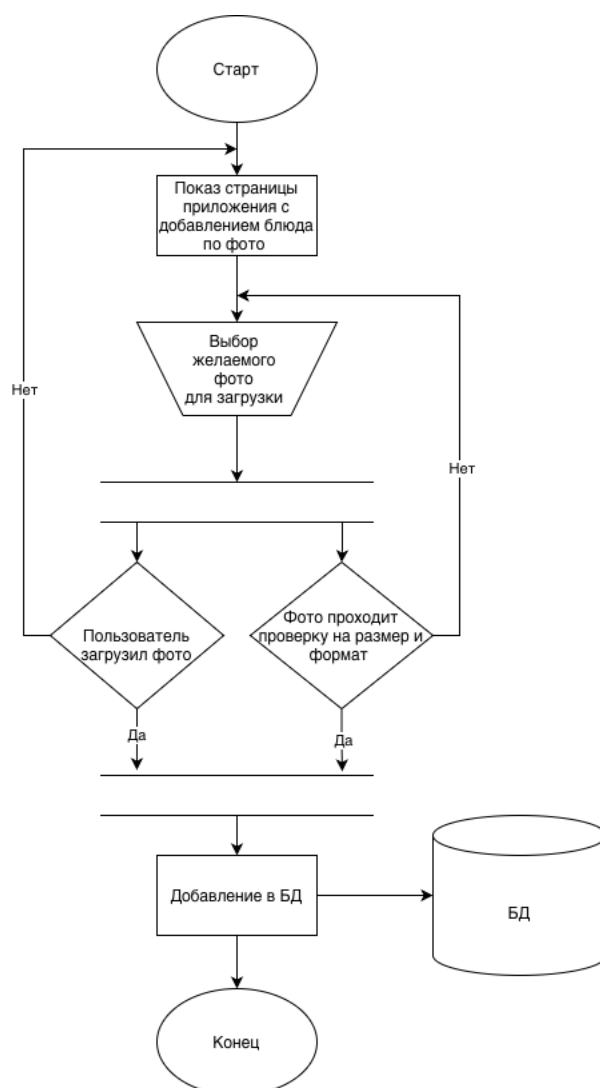 Старт
Показ страницы
приложения с
добавлением блюда
по фото
Выбор
желаемого
фото
для загрузки
Нет
Нет
Пользователь
загрузил фото
Фото проходит
проверку на размер и
формат
Да
Да
Добавление в БД
БД
Конец